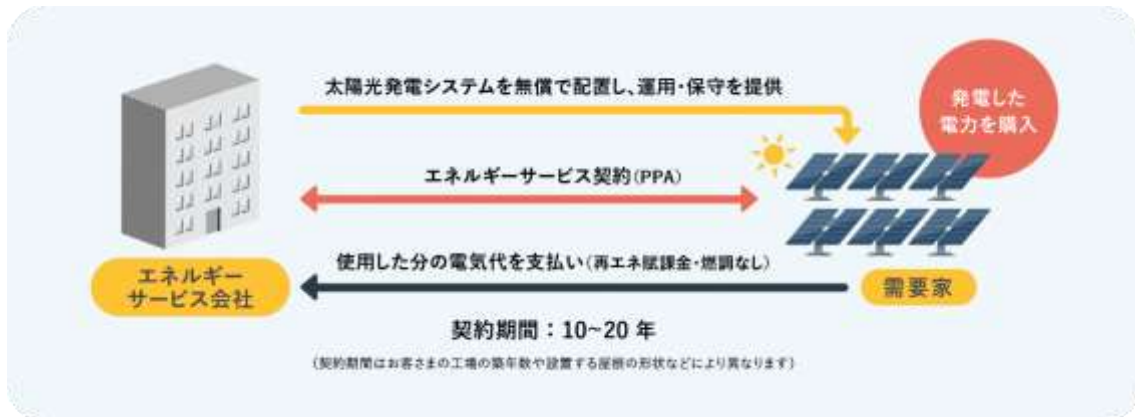 太陽光発電システムを無償で配置し、運用・保守を提供
発電した
電力を購入
エネルギーサービス契約(PPA)
使用した分の電気代を支払い(再エネ賦課金・燃調なし)
エネルギー
サービス会社
需要家
契約期間：10~20 年
(契約期間はお客さまの工場の築年数や設置する屋根の形状などにより異なります)